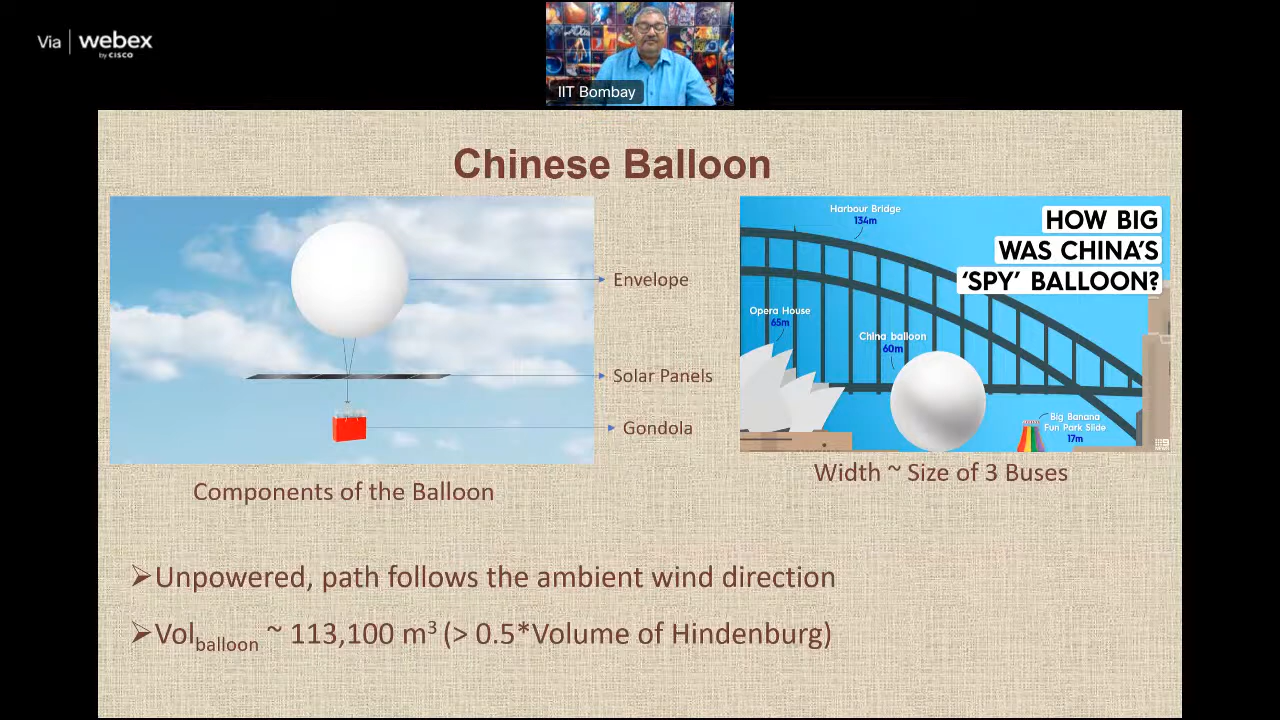 Via webex
by CISCO
IIT Bombay
Chinese Balloon
Envelope
Solar Panels
Gondola
Components of the Balloon
Harbour Bridge
134m
HOW BIG
WAS CHINA'S
'SPY' BALLOON?
Opera House
65m
China balloon
60m
Big Banana
Fun Park Slide
17m
Width ~ Size of 3 Buses
➢Unpowered, path follows the ambient wind direction
➢Volballoon ~ 113,100 m³ (> 0.5*Volume of Hindenburg)